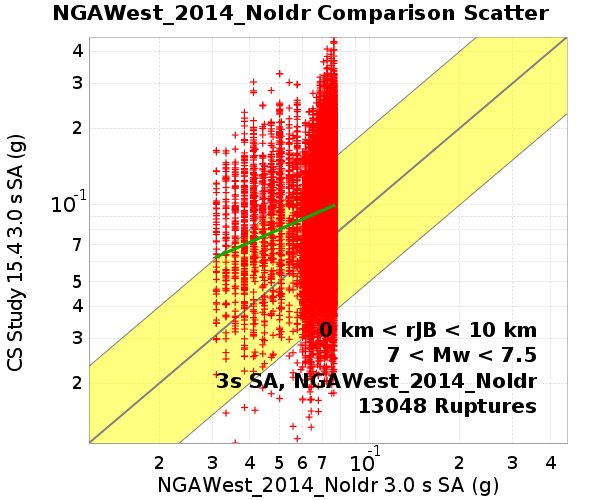 NGAWest_2014_NoIdr Comparison Scatter
4
3
2
10-1
7
5
4
3
2
CS Study 15.4 3.0 s SA (g)
0 km < rJB < 10 km
7 < Mw < 7.5
3s SA, NGAWest_2014_NoIdr
13048 Ruptures
2 3 4 5 6 7 10-1 2 3 4
NGAWest_2014_NoIdr 3.0 s SA (g)